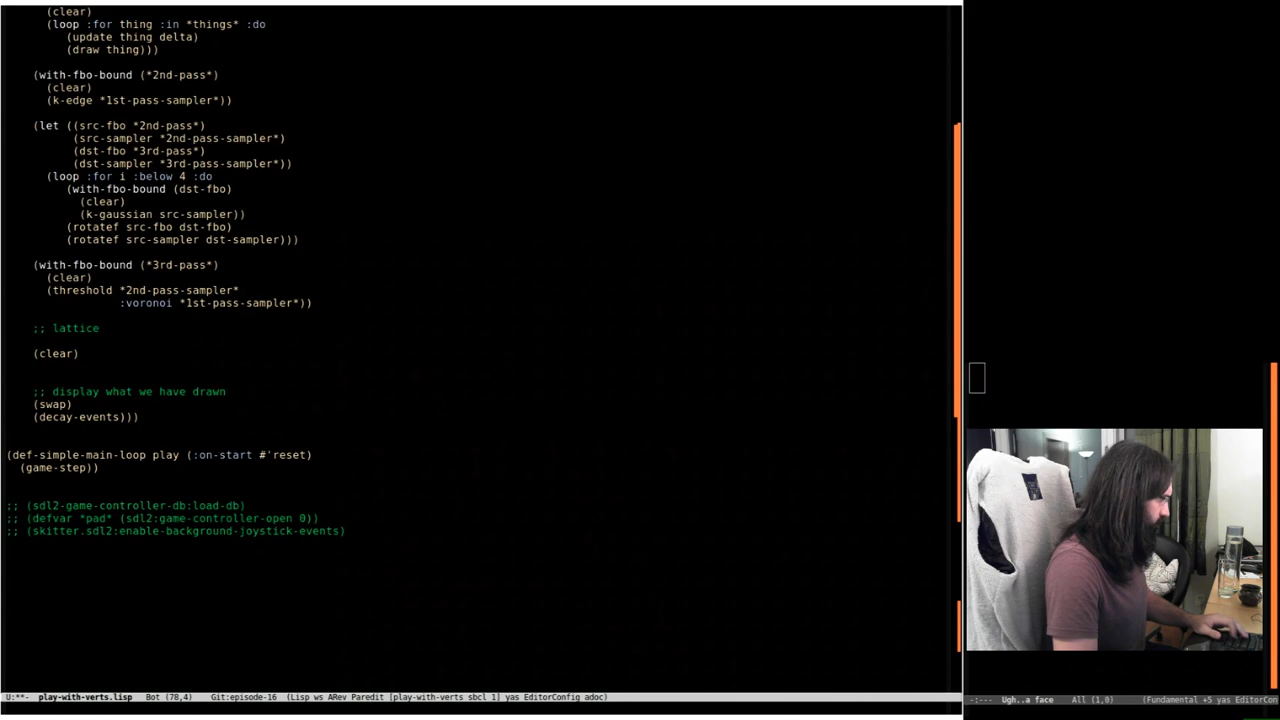 (clear)
(loop :for thing :in *things* :do
(update thing delta)
(draw thing)))
(with-fbo-bound (*2nd-pass*)
(clear)
(k-edge *1st-pass-sampler*))
(let ((src-fbo *2nd-pass*)
(src-sampler *2nd-pass-sampler*)
(dst-fbo *3rd-pass*)
(dst-sampler *3rd-pass-sampler*))
(loop :for i :below 4 :do
(with-fbo-bound (dst-fbo)
(clear)
(k-gaussian src-sampler))
(rotatef src-fbo dst-fbo)
(rotatef src-sampler dst-sampler)))
(with-fbo-bound (*3rd-pass*)
(clear)
(threshold *2nd-pass-sampler*
:voronoi *1st-pass-sampler*))
;; lattice
(clear)
;; display what we have drawn
(swap)
(decay-events)))
(def-simple-main-loop play (:on-start #'reset)
(game-step))
;; (sdl2-game-controller-db:load-db)
;; (defvar *pad* (sdl2:game-controller-open 0))
;; (skitter.sdl2:enable-background-joystick-events)
U:**- play-with-verts.lisp Bot (78,4) Git:episode-16 (Lisp ws ARev Paredit [play-with-verts sbcl 1] yas EditorConfig adoc)
-:--- Ugh..a face All (1,0) (Fundamental +5 yas EditorCon